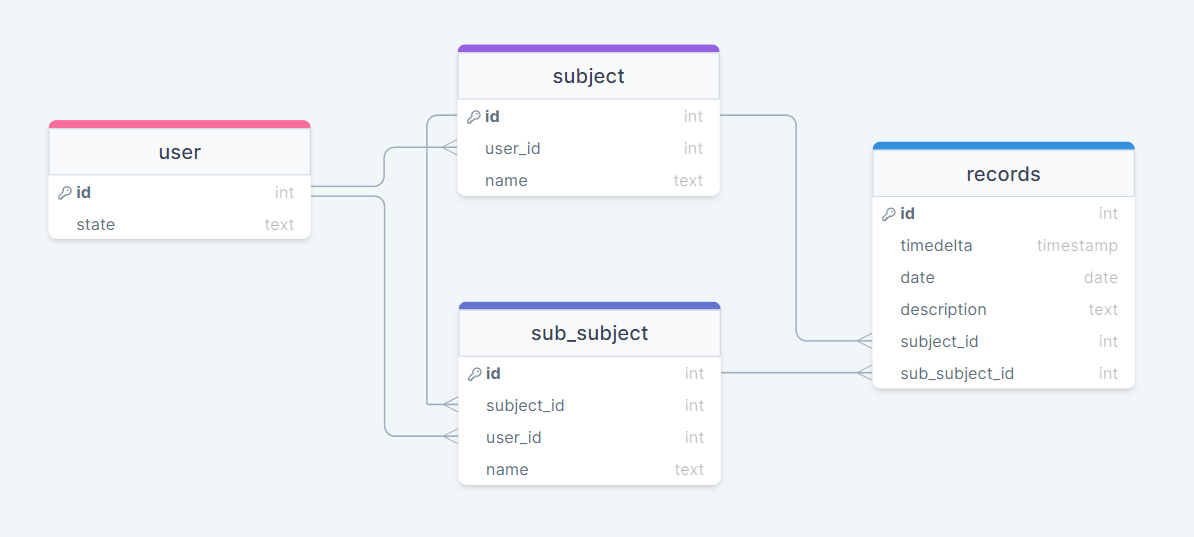 user
id int
state text
subject
id int
user_id int
name text
sub_subject
id int
subject_id int
user_id int
name text
records
id int
timedelta timestamp
date date
description text
subject_id int
sub_subject_id int